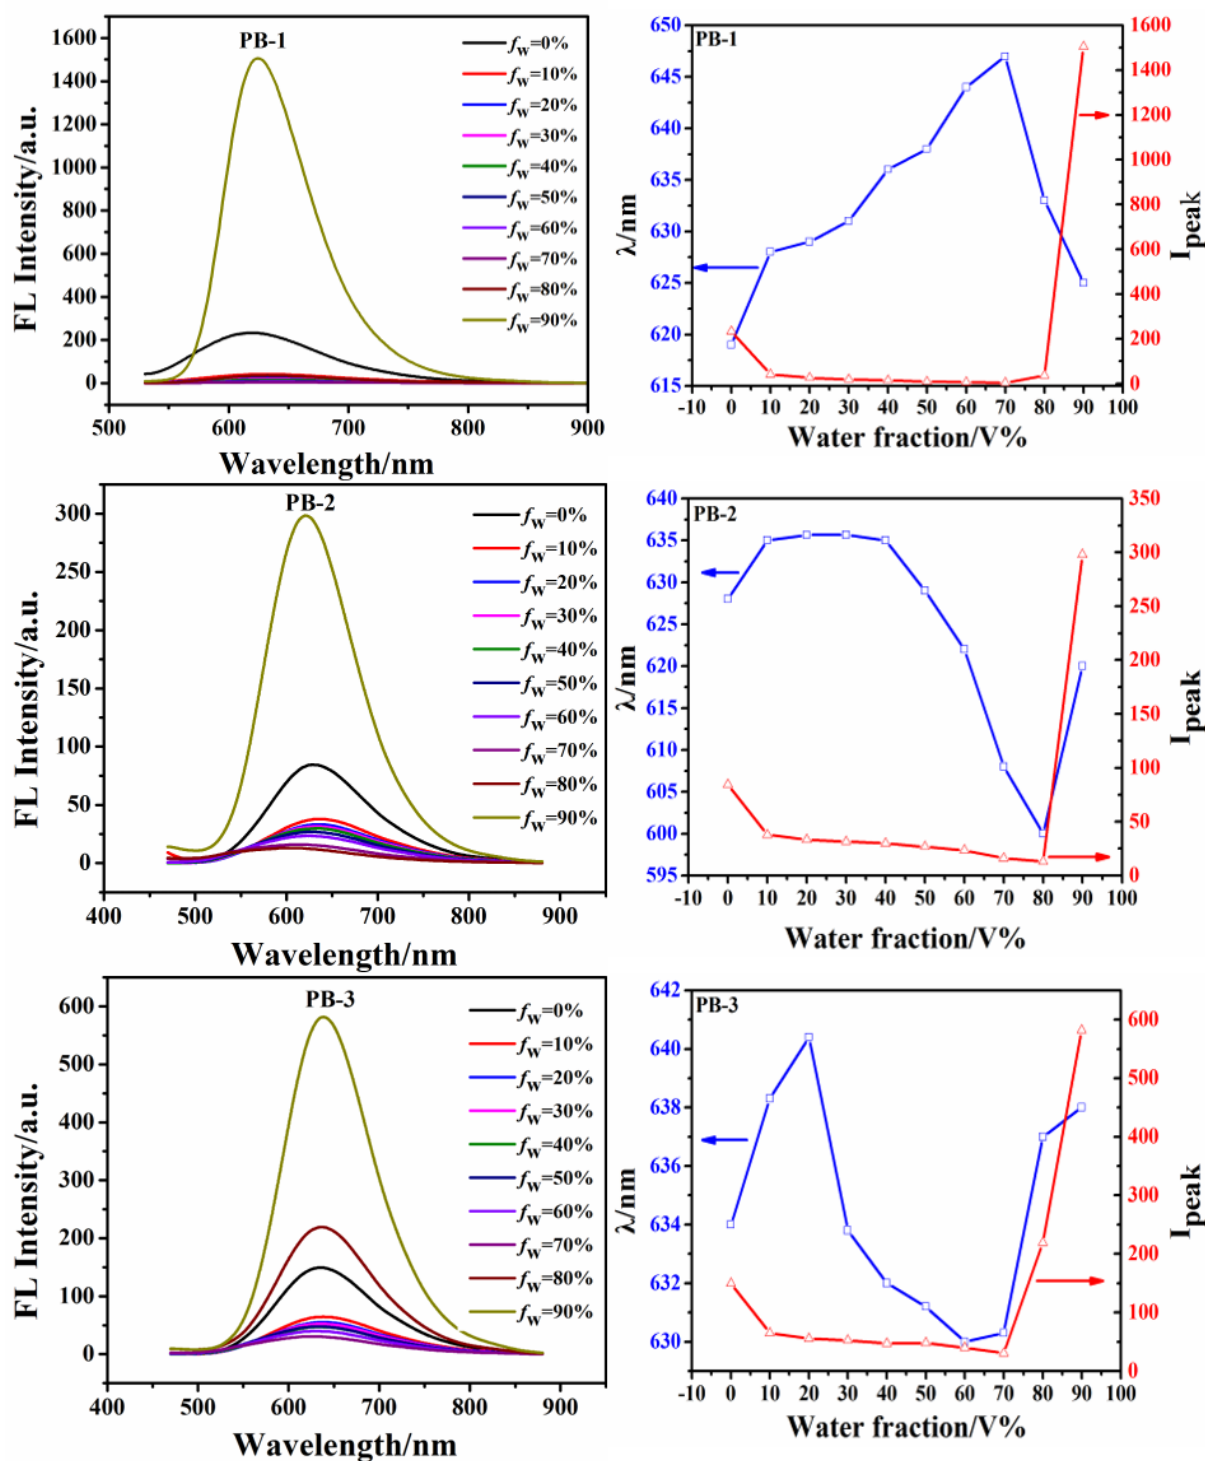 PB-1
FL Intensity/a.u.
1600
1500
1400
1300
1200
1100
1000
900
800
700
600
500
400
200
0
500 600 700 800 900
Wavelength/nm
fw=0%
fw=10%
fw=20%
fw=30%
fw=40%
fw=50%
fw=60%
fw=70%
fw=80%
fw=90%
PB-1
λ/nm
650
645
640
635
630
625
620
615
-10 0 10 20 30 40 50 60 70 80 90 100
Water fraction/V%
1600
1400
1200
1000
800
600
400
200
0
Ipeak
PB-2
FL Intensity/a.u.
300
250
200
150
100
50
0
400 500 600 700 800 900
Wavelength/nm
fw=0%
fw=10%
fw=20%
fw=30%
fw=40%
fw=50%
fw=60%
fw=70%
fw=80%
fw=90%
PB-2
λ/nm
640
635
630
625
620
615
610
605
600
595
-10 0 10 20 30 40 50 60 70 80 90 100
Water fraction/V%
350
300
250
200
150
100
50
0
Ipeak
PB-3
FL Intensity/a.u.
600
500
400
300
200
150
100
50
0
400 500 600 700 800 900
Wavelength/nm
fw=0%
fw=10%
fw=20%
fw=30%
fw=40%
fw=50%
fw=60%
fw=70%
fw=80%
fw=90%
PB-3
λ/nm
642
640
638
636
634
632
630
-10 0 10 20 30 40 50 60 70 80 90 100
Water fraction/V%
600
500
400
300
200
100
0
Ipeak